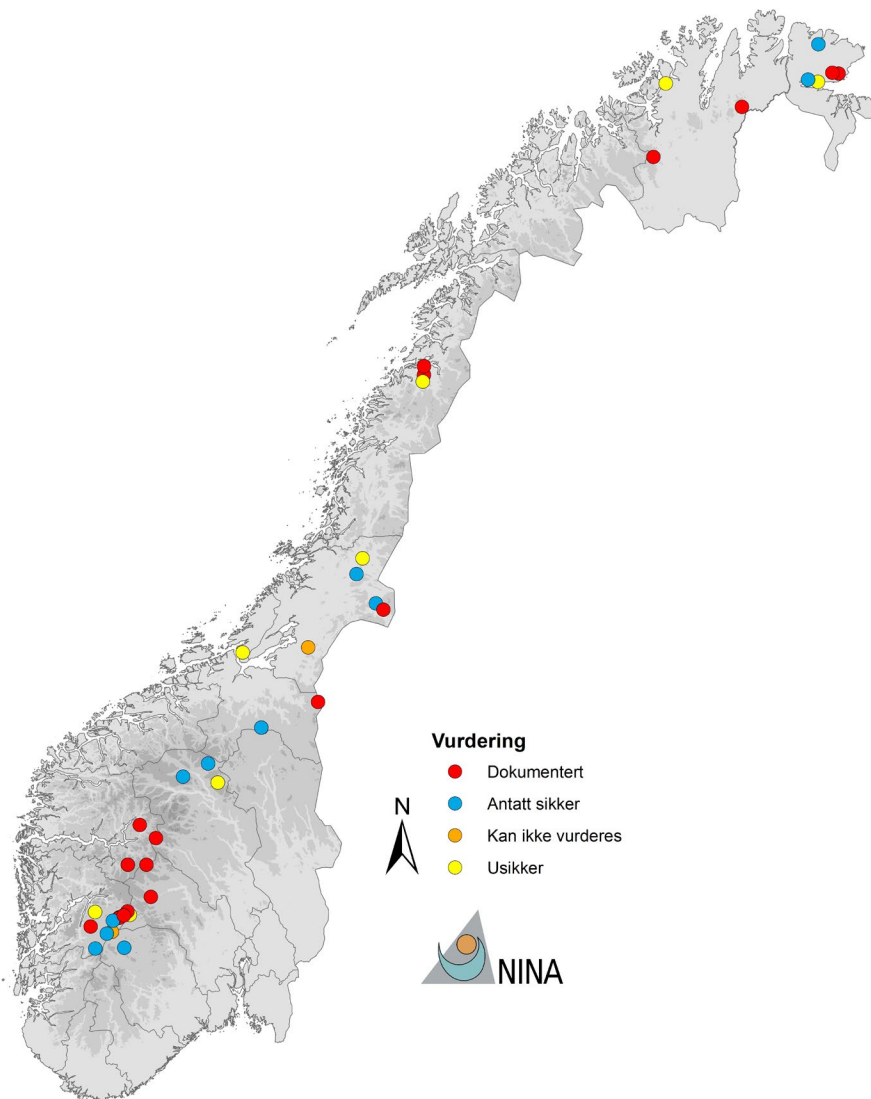 Vurdering
Dokumentert
Antatt sikker
Kan ikke vurderes
Usikker
N
NINA